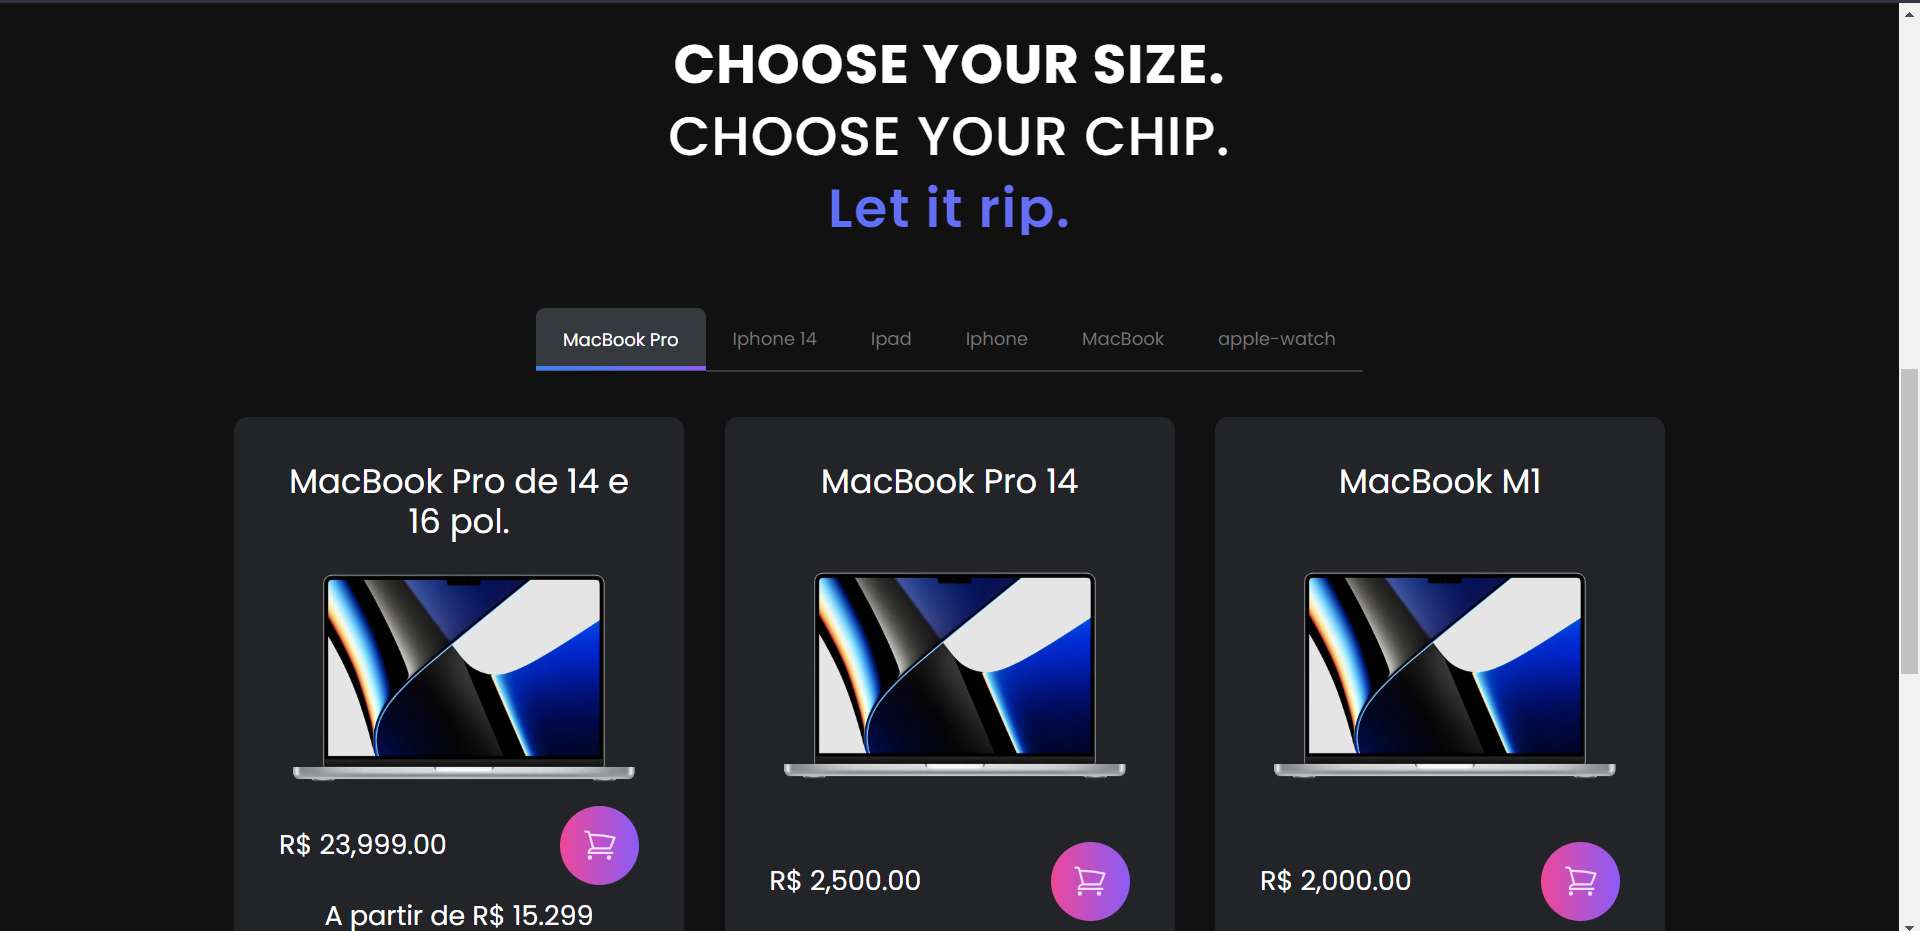 CHOOSE YOUR SIZE.
CHOOSE YOUR CHIP.
Let it rip.
MacBook Pro
Iphone 14
Ipad
Iphone
MacBook
apple-watch
MacBook Pro de 14 e
16 pol.
R$ 23,999.00
A partir de R$ 15.299
MacBook Pro 14
R$ 2,500.00
MacBook M1
R$ 2,000.00